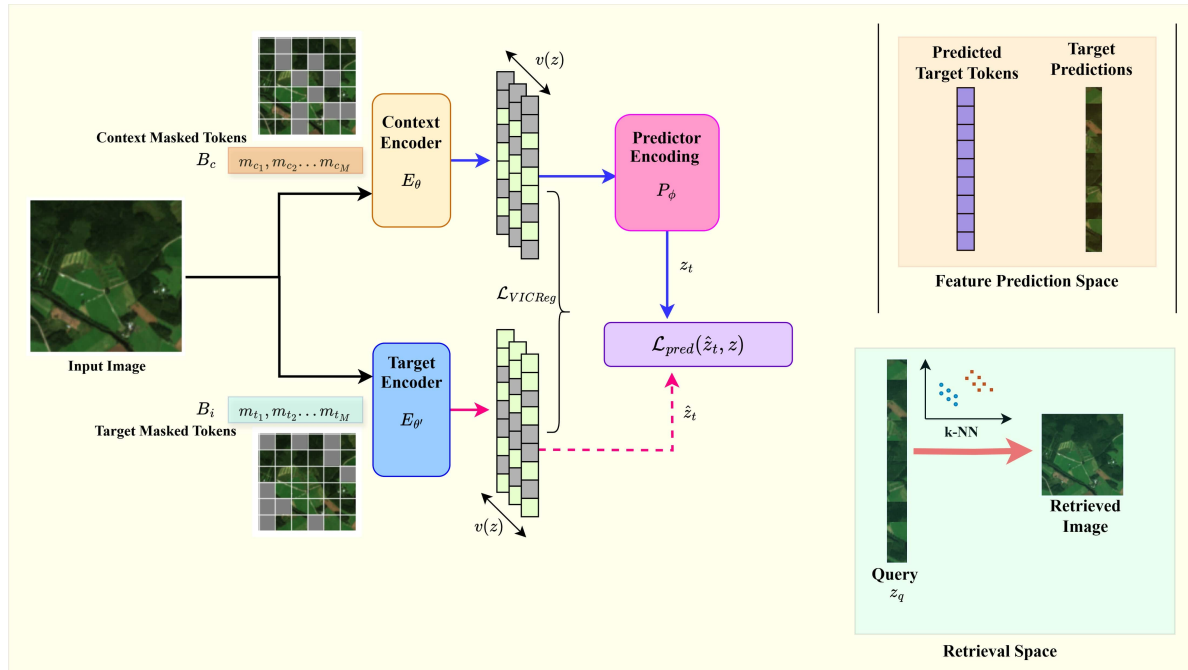 Context Masked Tokens
B_c
m_{c_1}, m_{c_2} ... m_{c_M}
Context
Encoder
E_θ
v(z)
Predictor
Encoding
P_ϕ
z_t
Input Image
L_{VICReg}
L_{pred}(ẑ_t, z)
Target
Encoder
E_{θ'}
B_i
m_{t_1}, m_{t_2} ... m_{t_M}
Target Masked Tokens
ẑ_t
v(z)
Predicted
Target Tokens
Target
Predictions
Feature Prediction Space
k-NN
Retrieved
Image
Query
z_q
Retrieval Space